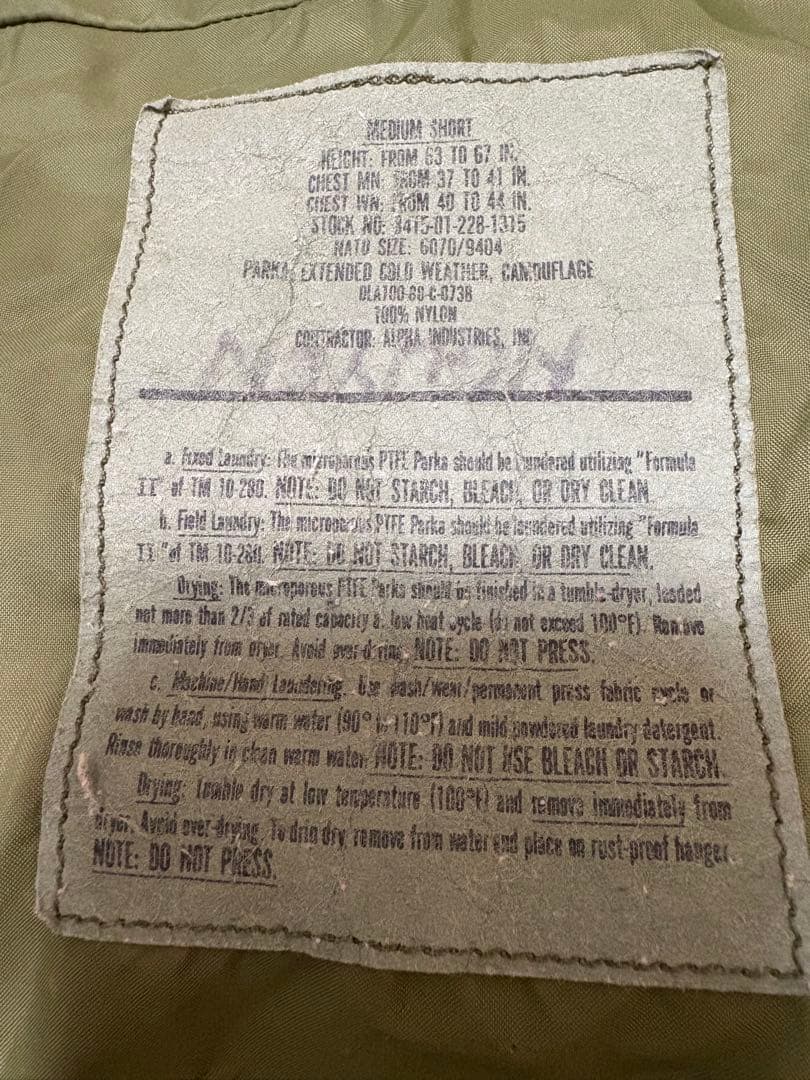 MEDIUM SHORT
HEIGHT: FROM 63 TO 67 IN.
CHEST MN: FROM 37 TO 41 IN.
CHEST WN: FROM 40 TO 44 IN.
STOCK NO: 8415-01-228-1315
NATO SIZE: 6070/9404
PARKA, EXTENDED COLD WEATHER, CAMOUFLAGE
100% NYLON
CONTRACTOR: ALPHA INDUSTRIES, INC
a. Fixed Laundry: The microporous PTFE Parka should be laundered utilizing "Formula
II" of TM 10-280. NOTE: DO NOT STARCH, BLEACH, OR DRY CLEAN
b. Field Laundry: The microporous PTFE Parka should be laundered utilizing "Formula
II "of TM 10-280. NOTE: DO NOT STARCH, BLEACH, OR DRY CLEAN.
Drying: The microporous PTFE Parka should be finished in a tumble-dryer, loaded
not more than 2/3 of rated capacity at low heat cycle (do not exceed 100°F). Remove
immediately from dryer. Avoid over-drying. NOTE: DO NOT PRESS.
c. Machine/Hand Laundering. Use wash/wear/permanent press fabric cycle or
wash by hand, using warm water (90° to 110°F) and mild powdered laundry detergent.
Rinse thoroughly in clean warm water. NOTE: DO NOT USE BLEACH OR STARCH.
Drying: Tumble dry at low temperature (100°F) and remove immediately from
dryer. Avoid over-drying. To drip dry, remove from water and place on rust-proof hanger.
NOTE: DO NOT PRESS.